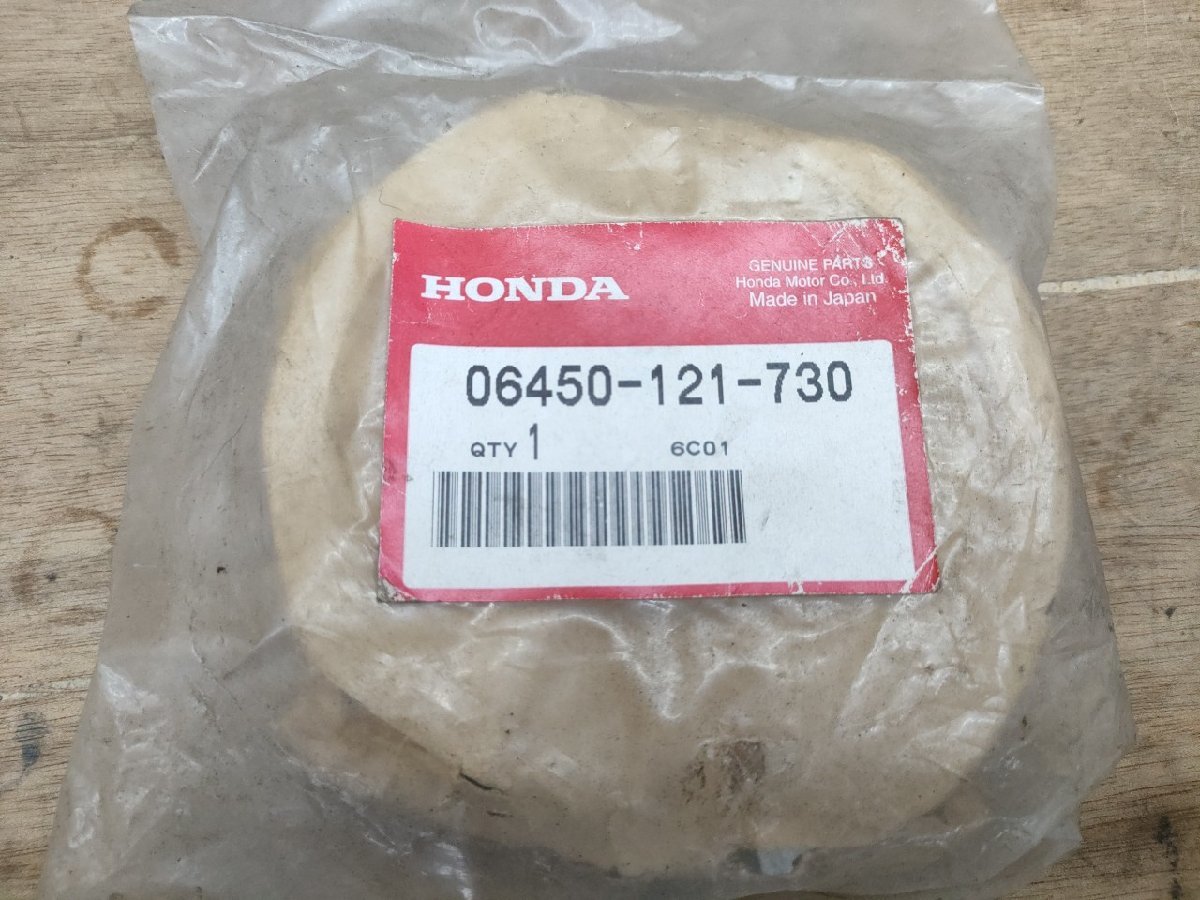 HONDA
GENUINE PARTS
Honda Motor Co., Ltd.
Made in Japan
06450-121-730
QTY 1 6C01